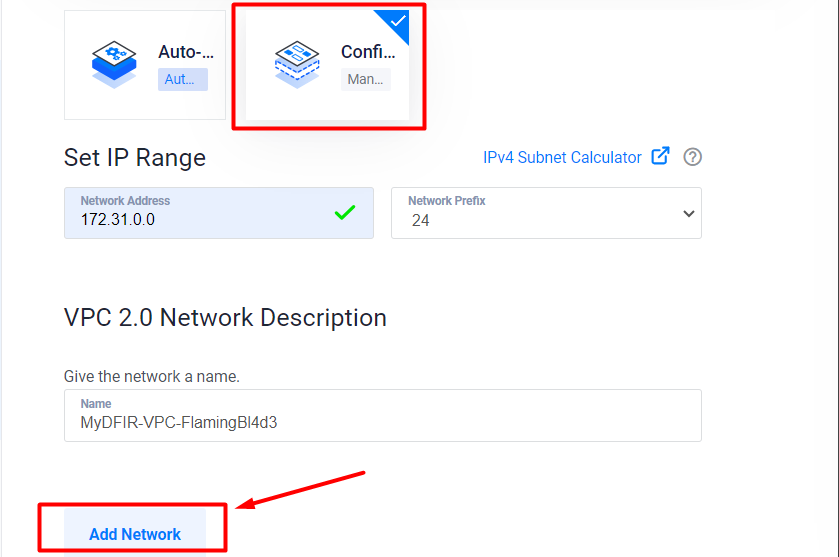 Auto-...
Confi...
Aut...
Man...
Set IP Range
IPv4 Subnet Calculator
Network Address
172.31.0.0
Network Prefix
24
VPC 2.0 Network Description
Give the network a name.
Name
MyDFIR-VPC-FlamingBl4d3
Add Network